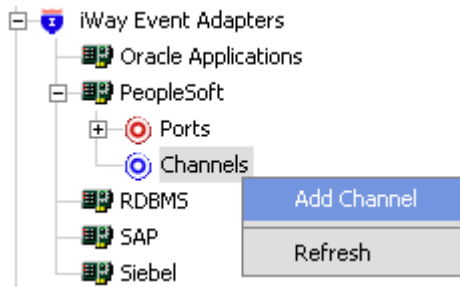 iWay Event Adapters
Oracle Applications
PeopleSoft
Ports
Channels
RDBMS
Add Channel
SAP
Refresh
Siebel